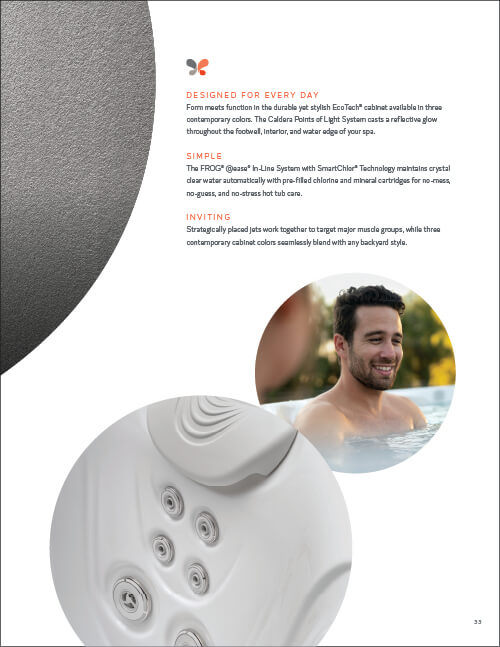 DESIGNED FOR EVERY DAY
Form meets function in the durable yet stylish EcoTech® cabinet available in three
contemporary colors. The Caldera Points of Light System casts a reflective glow
throughout the footwell, interior, and water edge of your spa.
SIMPLE
The FROG® @ease® In-Line System with SmartChlor® Technology maintains crystal
clear water automatically with pre-filled chlorine and mineral cartridges for no-mess,
no-guess, and no-stress hot tub care.
INVITING
Strategically placed jets work together to target major muscle groups, while three
contemporary cabinet colors seamlessly blend with any backyard style.
33